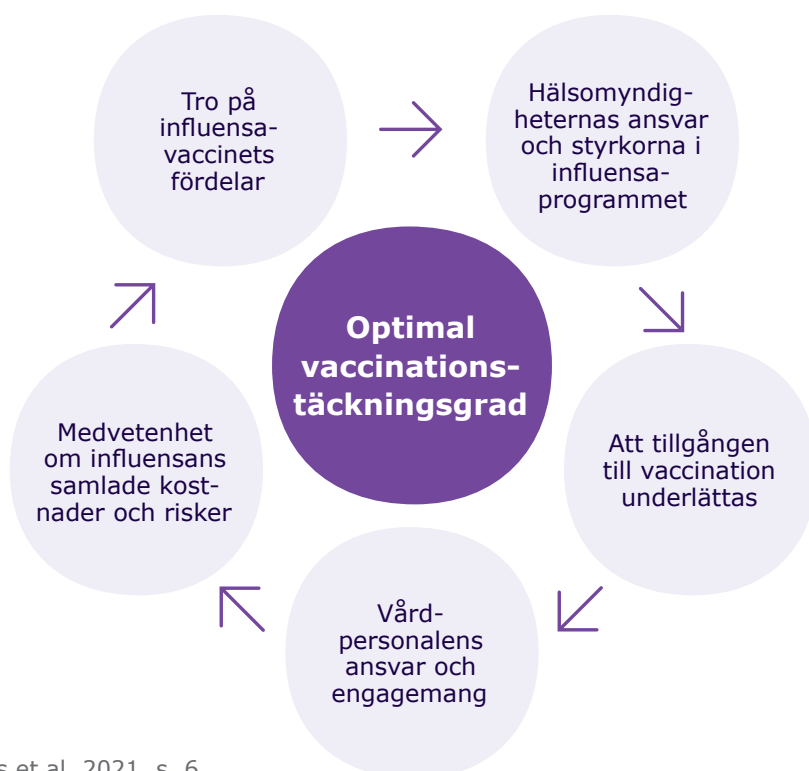 Tro på
influensa-
vaccinets
fördelar
Hälsomyndig-
heternas ansvar
och styrkorna i
influensa-
programmet
Optimal
vaccinations-
täckningsgrad
Medvetenhet
om influensans
samlade kost-
nader och risker
Att tillgången
till vaccination
underlättas
Vård-
personalens
ansvar och
engagemang
et al. 2021, s. 6